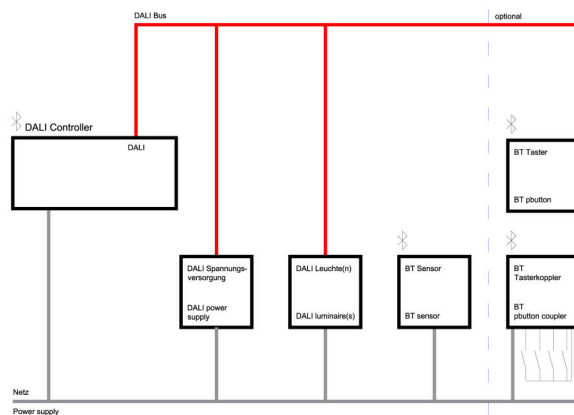 DALI Bus
optional
DALI Controller
DALI
BT Taster
BT pbutton
DALI Spannungs-
versorgung
DALI power
supply
DALI Leuchte(n)
DALI luminaire(s)
BT Sensor
BT sensor
BT
Tasterkoppler
BT
pbutton coupler
Netz
Power supply